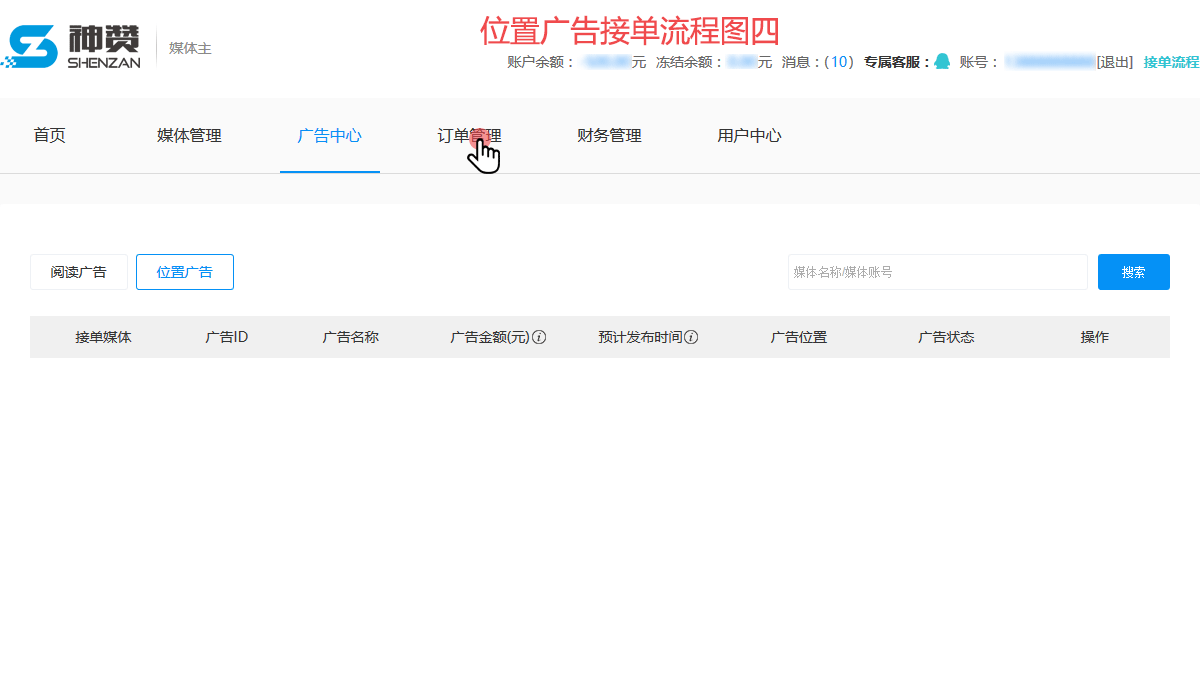 位置广告接单流程图四
神赞
SHENZAN
媒体主
账户余额： 元 冻结余额： 元 消息：(10) 专属客服： 账号： [退出] 接单流程
首页 媒体管理 广告中心 订单管理 财务管理 用户中心
阅读广告 位置广告 媒体名称/媒体账号 搜索
接单媒体 广告ID 广告名称 广告金额(元) 预计发布时间 广告位置 广告状态 操作